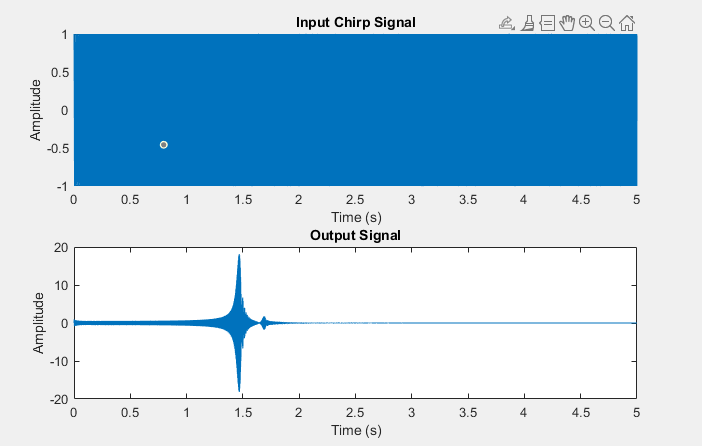 Input Chirp Signal
1
0.5
0
-0.5
-1
Amplitude
0 0.5 1 1.5 2 2.5 3 3.5 4 4.5 5
Time (s)
Output Signal
20
10
0
-10
-20
Amplitude
0 0.5 1 1.5 2 2.5 3 3.5 4 4.5 5
Time (s)